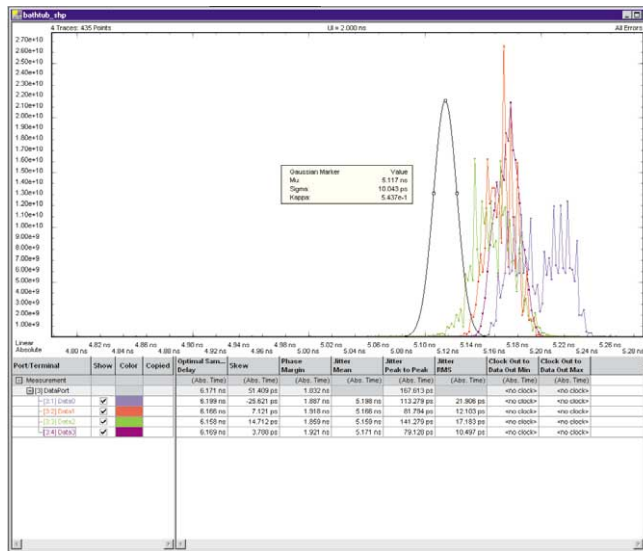 bathtub_shp
4 Traces: 435 Points UI = 2.000 ns All Errors
2.70e+10
2.60e+10
2.50e+10
2.40e+10
2.30e+10
2.20e+10
2.10e+10
2.00e+10
1.90e+10
1.80e+10
1.70e+10
1.60e+10
1.50e+10
1.40e+10
1.30e+10
1.20e+10
1.10e+10
1.00e+10
9.00e+9
8.00e+9
7.00e+9
6.00e+9
5.00e+9
4.00e+9
3.00e+9
2.00e+9
1.00e+9
Gaussian Marker Value
Mu 5.117 ns
Sigma 10.043 ps
Kappa 5.437e-1
Linear
Absolute
4.82 ns 4.86 ns 4.90 ns 4.94 ns 4.98 ns 5.02 ns 5.06 ns 5.10 ns 5.14 ns 5.18 ns 5.22 ns 5.26 ns
4.80 ns 4.84 ns 4.88 ns 4.92 ns 4.96 ns 5.00 ns 5.04 ns 5.08 ns 5.12 ns 5.16 ns 5.20 ns 5.24 ns 5.28 ns
Port/Terminal Show Color Copied Optimal Sam... Delay Skew Phase Margin Jitter Mean Jitter Peak to Peak Jitter RMS Clock Out to Data Out Min Clock Out to Data Out Max
Measurement (Abs. Time) (Abs. Time) (Abs. Time) (Abs. Time) (Abs. Time) (Abs. Time) (Abs. Time) (Abs. Time)
[3] DataPort 6.171 ns 51.409 ps 1.832 ns 167.813 ps <no clock> <no clock>
[3:1] Data0 6.199 ns -25.621 ps 1.887 ns 5.198 ns 113.279 ps 21.906 ps <no clock> <no clock>
[3:2] Data1 6.166 ns 7.121 ps 1.918 ns 5.166 ns 81.794 ps 12.103 ps <no clock> <no clock>
[3:3] Data2 6.158 ns 14.712 ps 1.859 ns 5.159 ns 141.279 ps 17.183 ps <no clock> <no clock>
[3:4] Data3 6.169 ns 3.708 ps 1.921 ns 5.171 ns 79.120 ps 10.497 ps <no clock> <no clock>